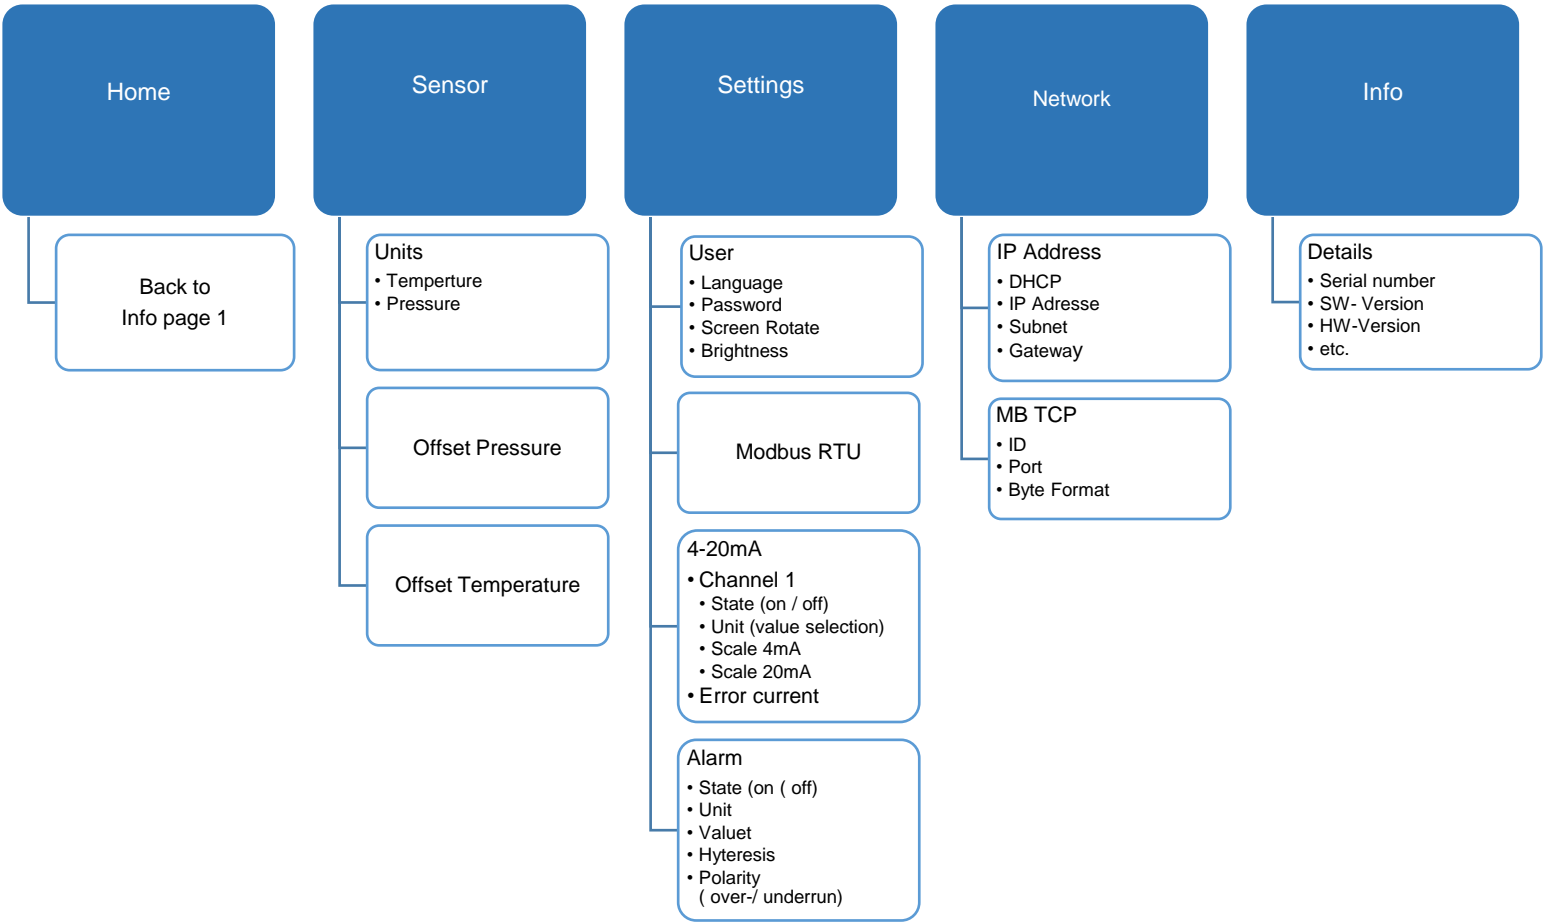 Home
Back to
Info page 1
Sensor
Units
• Temperture
• Pressure
Offset Pressure
Offset Temperature
Settings
User
• Language
• Password
• Screen Rotate
• Brightness
Modbus RTU
4-20mA
• Channel 1
• State (on / off)
• Unit (value selection)
• Scale 4mA
• Scale 20mA
• Error current
Alarm
• State (on ( off)
• Unit
• Valuet
• Hyteresis
• Polarity
( over-/ underrun)
Network
IP Address
• DHCP
• IP Adresse
• Subnet
• Gateway
MB TCP
• ID
• Port
• Byte Format
Info
Details
• Serial number
• SW- Version
• HW-Version
• etc.